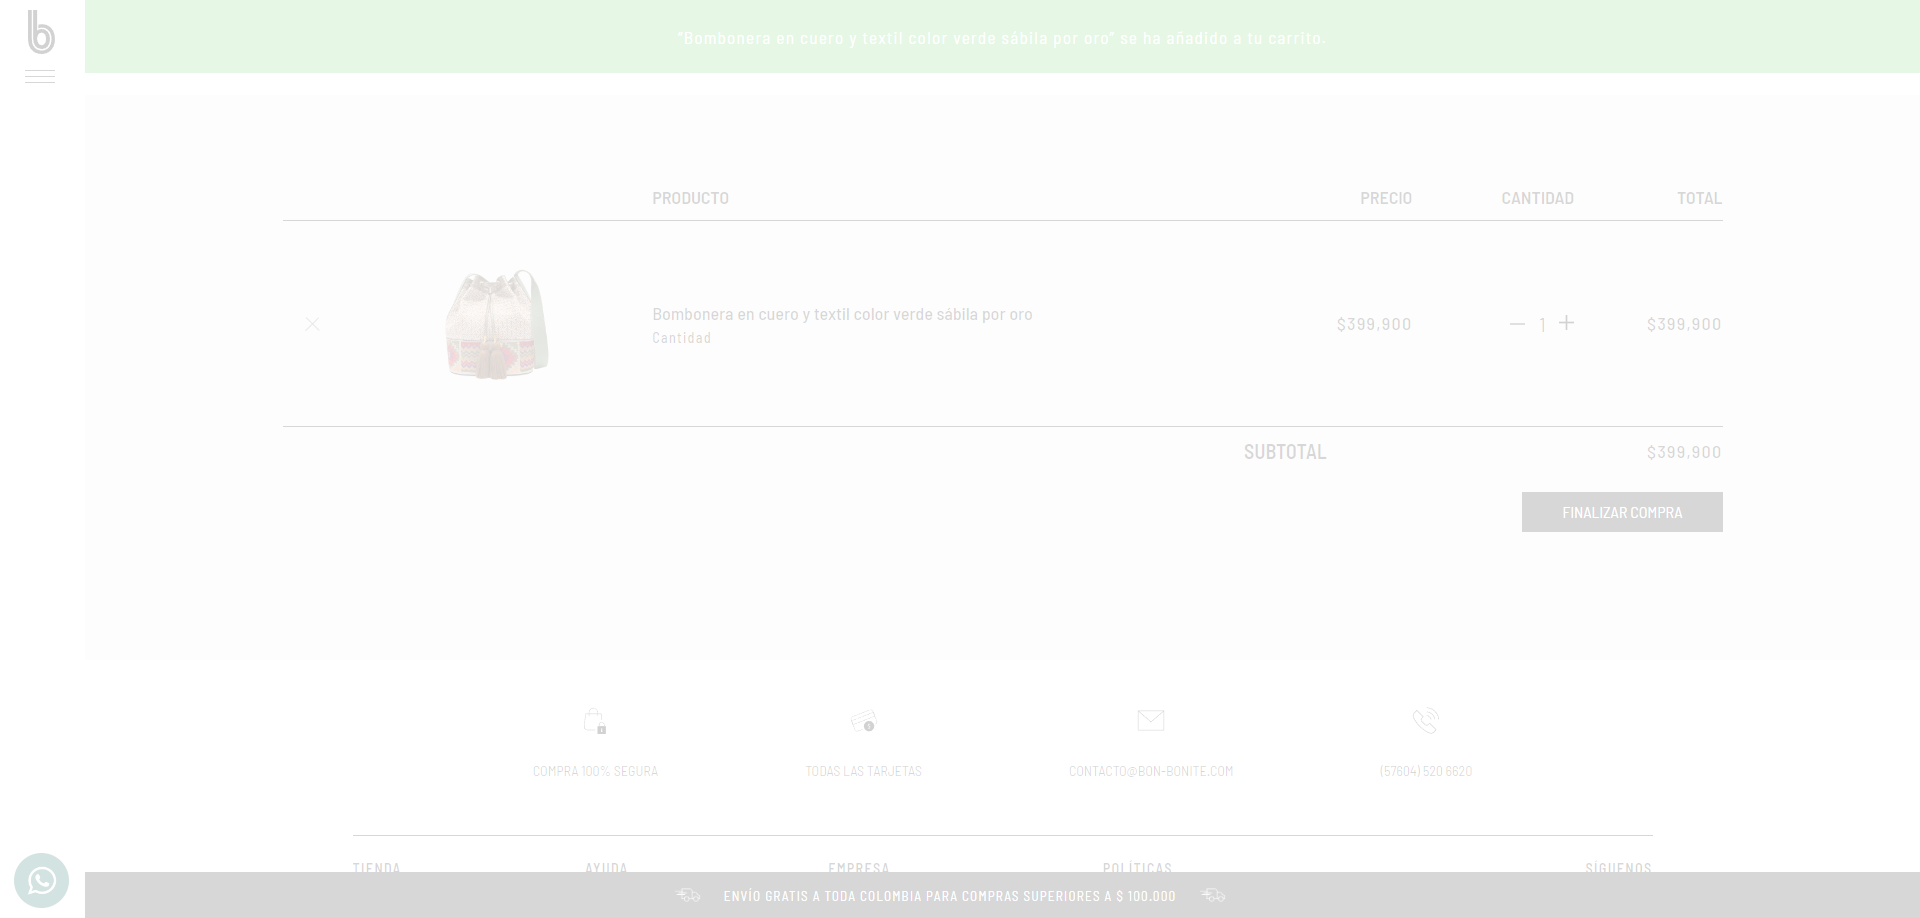 b
"Bombonera en cuero y textil color verde sábila por oro" se ha añadido a tu carrito.
PRODUCTO PRECIO CANTIDAD TOTAL
Bombonera en cuero y textil color verde sábila por oro
Cantidad
$399,900 1 $399,900
SUBTOTAL $399,900
FINALIZAR COMPRA
COMPRA 100% SEGURA TODAS LAS TARJETAS CONTACTO@BON-BONITE.COM (57604) 520 6620
TIENDA AYUDA EMPRESA POLÍTICAS SÍGUENOS
ENVÍO GRATIS A TODA COLOMBIA PARA COMPRAS SUPERIORES A $ 100.000